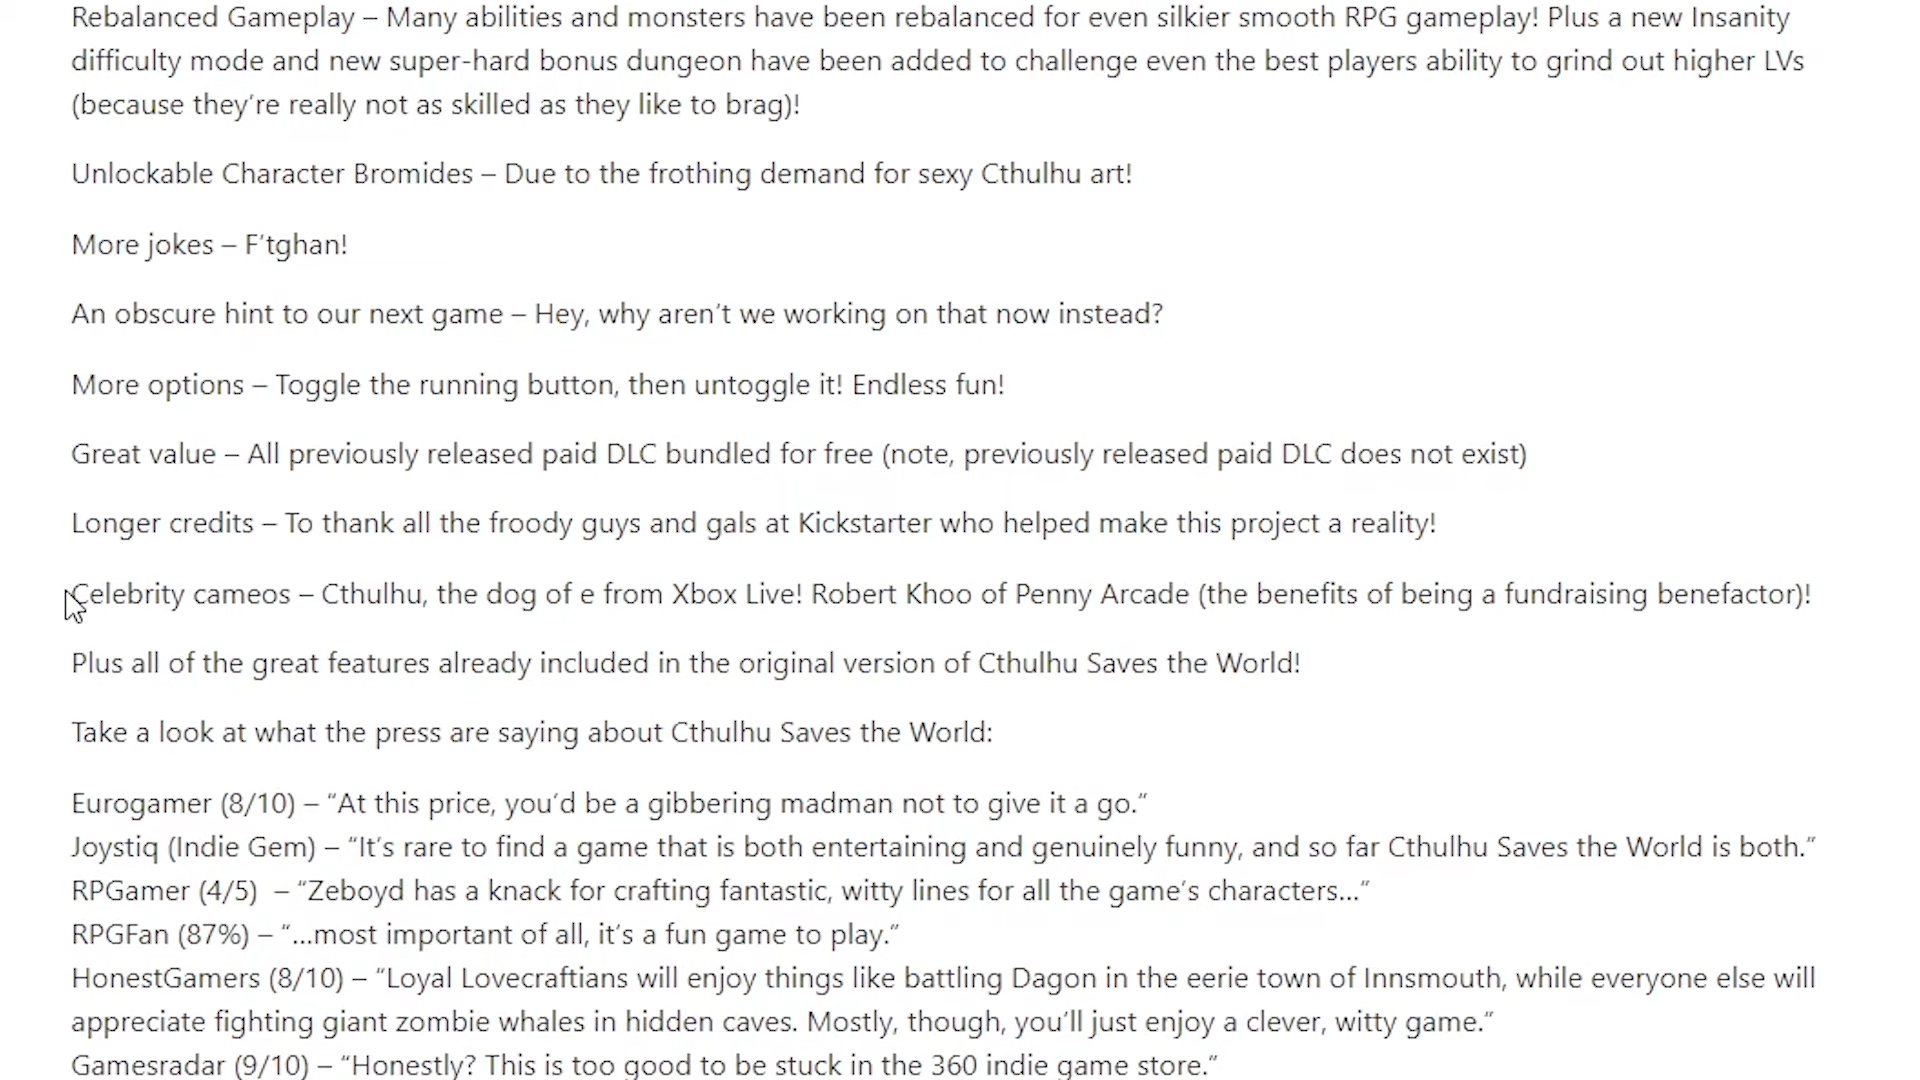 Rebalanced Gameplay – Many abilities and monsters have been rebalanced for even silkier smooth RPG gameplay! Plus a new Insanity
difficulty mode and new super-hard bonus dungeon have been added to challenge even the best players ability to grind out higher LVs
(because they’re really not as skilled as they like to brag)!
Unlockable Character Bromides – Due to the frothing demand for sexy Cthulhu art!
More jokes – F’tghan!
An obscure hint to our next game – Hey, why aren’t we working on that now instead?
More options – Toggle the running button, then untoggle it! Endless fun!
Great value – All previously released paid DLC bundled for free (note, previously released paid DLC does not exist)
Longer credits – To thank all the froody guys and gals at Kickstarter who helped make this project a reality!
Celebrity cameos – Cthulhu, the dog of e from Xbox Live! Robert Khoo of Penny Arcade (the benefits of being a fundraising benefactor)!
Plus all of the great features already included in the original version of Cthulhu Saves the World!
Take a look at what the press are saying about Cthulhu Saves the World:
Eurogamer (8/10) – “At this price, you’d be a gibbering madman not to give it a go.”
Joystiq (Indie Gem) – “It’s rare to find a game that is both entertaining and genuinely funny, and so far Cthulhu Saves the World is both.”
RPGamer (4/5) – “Zeboyd has a knack for crafting fantastic, witty lines for all the game’s characters…”
RPGFan (87%) – “…most important of all, it’s a fun game to play.”
HonestGamers (8/10) – “Loyal Lovecraftians will enjoy things like battling Dagon in the eerie town of Innsmouth, while everyone else will
appreciate fighting giant zombie whales in hidden caves. Mostly, though, you’ll just enjoy a clever, witty game.”
Gamesradar (9/10) – “Honestly? This is too good to be stuck in the 360 indie game store.”